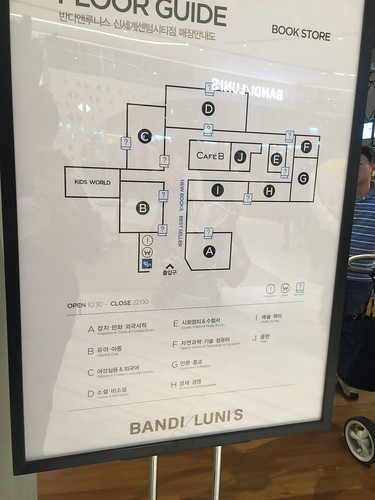 FLOOR GUIDE
반디앤루니스 신세계센텀시티점 매장안내도
BOOK STORE
BANDI/LUNI'S
D
C
CAFE B
J
E
F
G
I
H
KIDS WORLD
B
NEW BOOKS BEST SELLER
A
출입구
OPEN 10:30 - CLOSE 22:00
A 잡지·만화·외국서적
B 유아·아동
C 여성실용 & 외국어
D 소설·비소설
E 사회정치 & 수험서
F 자연과학·기술·컴퓨터
G 인문·종교
H 경제·경영
I 예술·취미
J 음반
BANDI/LUNI'S